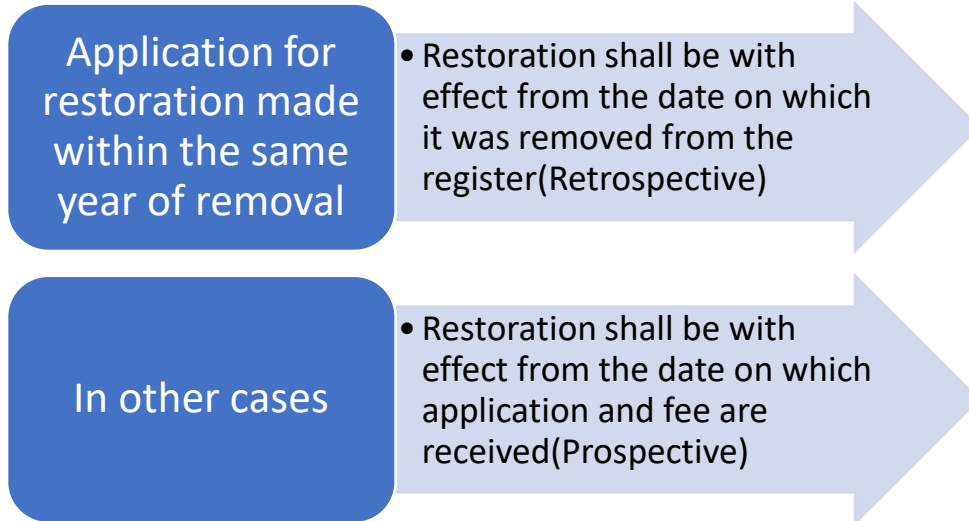 Application for
restoration made
within the same
year of removal
• Restoration shall be with
effect from the date on which
it was removed from the
register(Retrospective)
In other cases
• Restoration shall be with
effect from the date on which
application and fee are
received(Prospective)